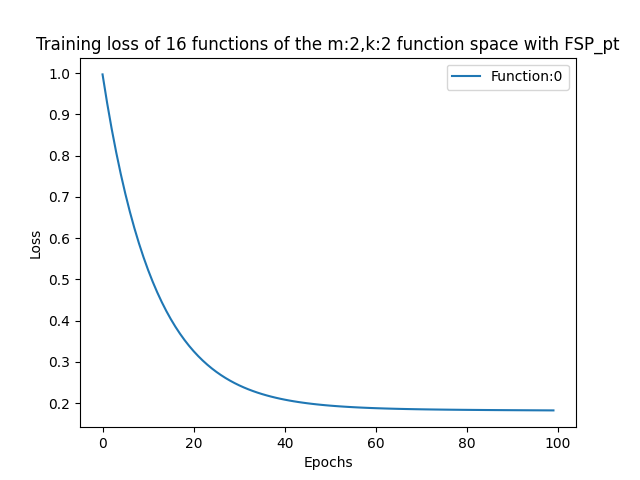 Training loss of 16 functions of the m:2,k:2 function space with FSP_pt
Function:0
1.0
0.9
0.8
0.7
0.6
0.5
0.4
0.3
0.2
Loss
0 20 40 60 80 100
Epochs